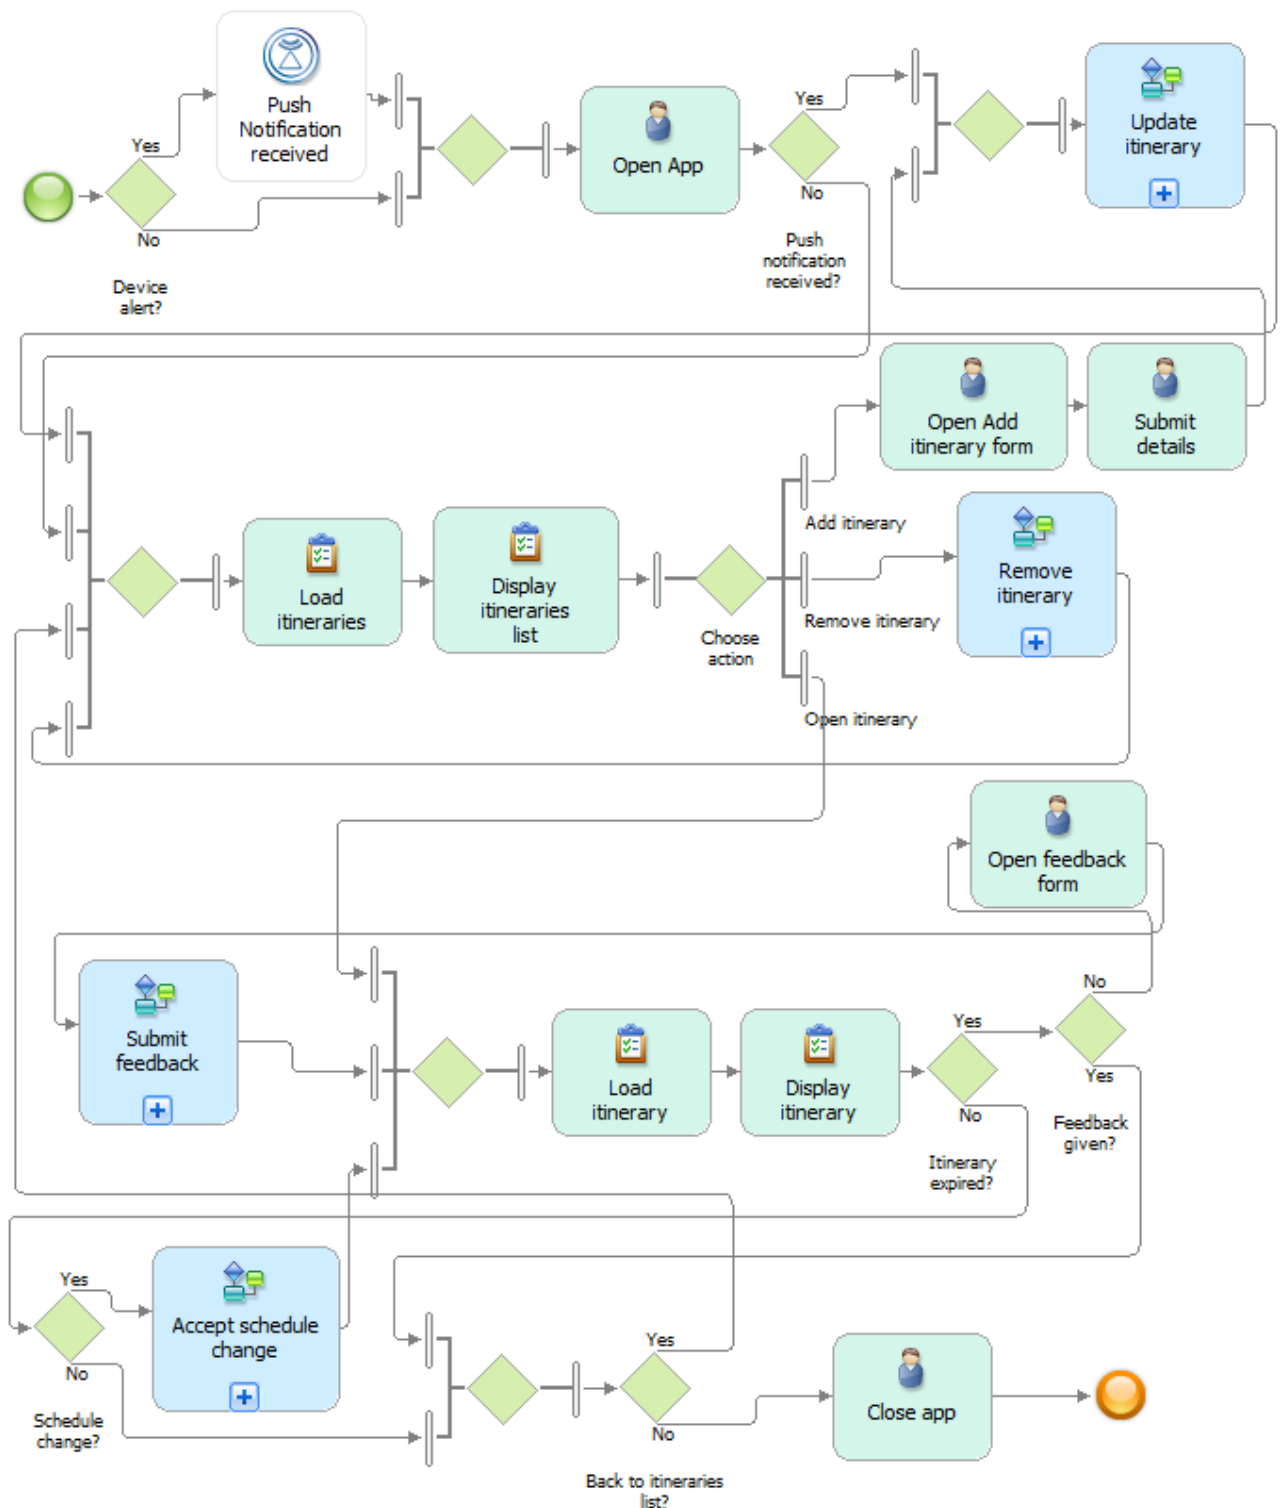 Push
Notification
received
Yes
No
Device
alert?
Open App
Yes
No
Push
notification
received?
Update
itinerary
Open Add
itinerary form
Submit
details
Load
itineraries
Display
itineraries
list
Choose
action
Add itinerary
Remove itinerary
Open itinerary
Remove
itinerary
Open feedback
form
Submit
feedback
Load
itinerary
Display
itinerary
Yes
No
Itinerary
expired?
No
Yes
Feedback
given?
Yes
No
Schedule
change?
Accept schedule
change
Yes
No
Back to itineraries
list?
Close app